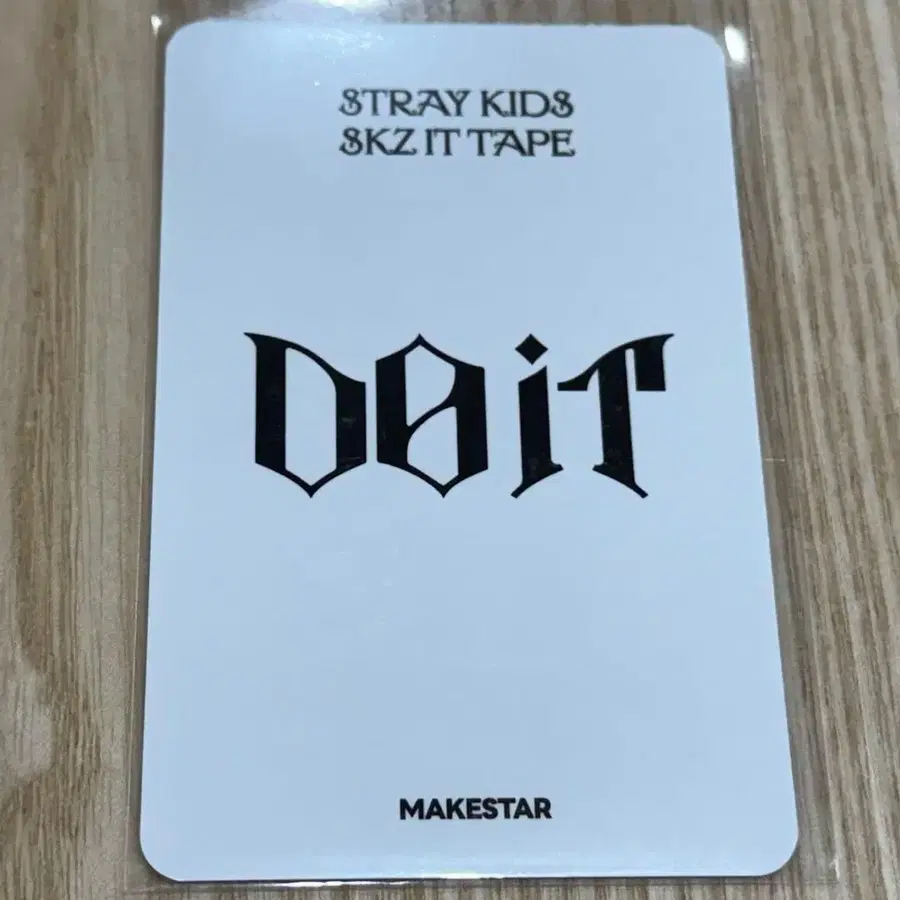 STRAY KIDS
SKZ IT TAPE
DO iT
MAKESTAR